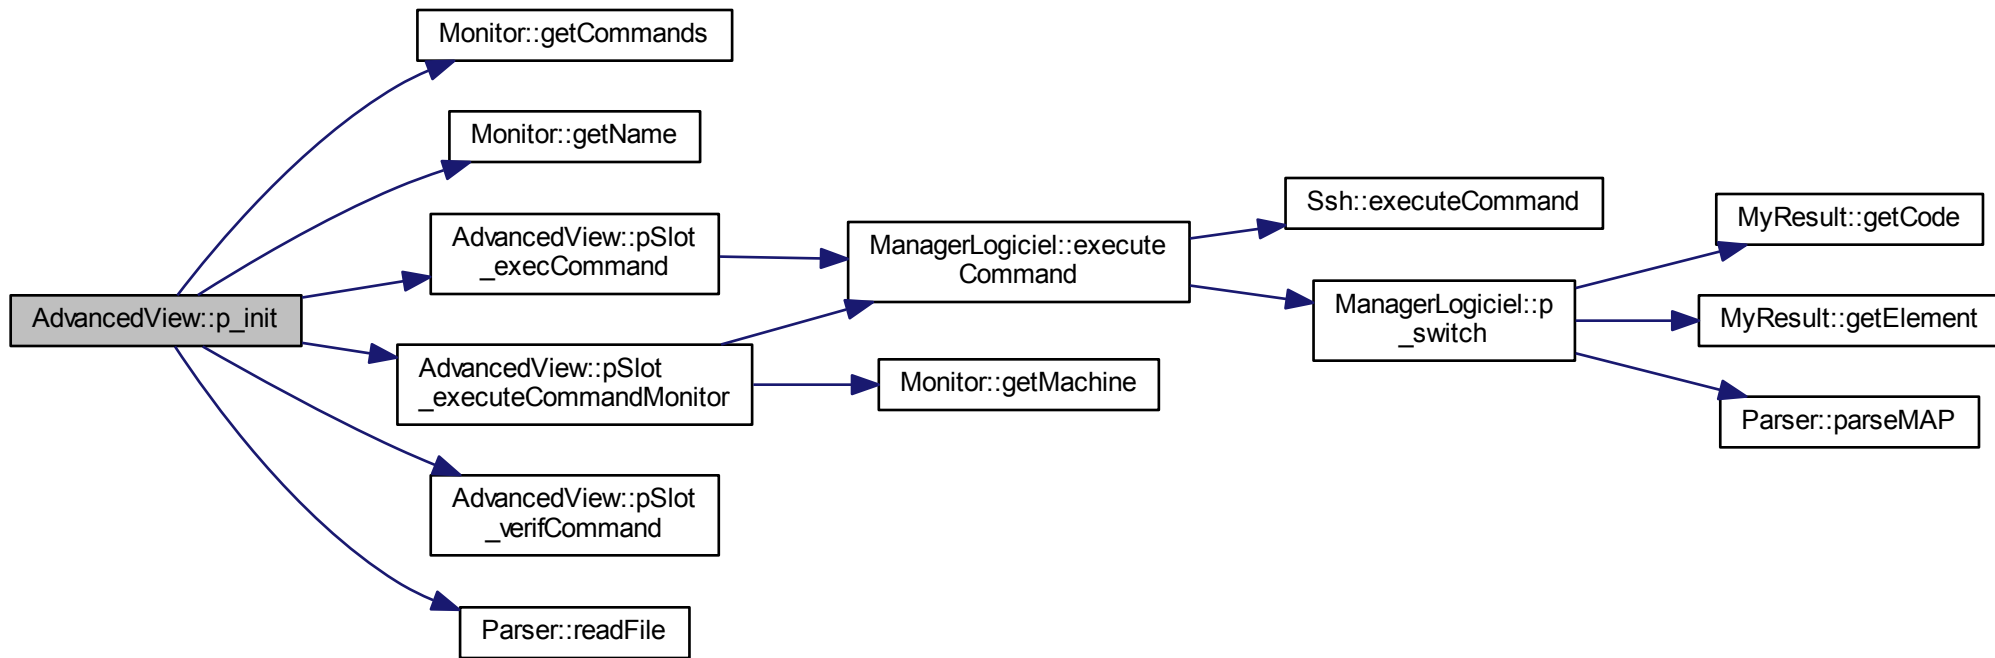 Monitor::getCommands
Monitor::getName
AdvancedView::pSlot
_execCommand
AdvancedView::p_init
AdvancedView::pSlot
_executeCommandMonitor
AdvancedView::pSlot
_verifCommand
Parser::readFile
ManagerLogiciel::execute
Command
Monitor::getMachine
Ssh::executeCommand
ManagerLogiciel::p
_switch
MyResult::getCode
MyResult::getElement
Parser::parseMAP